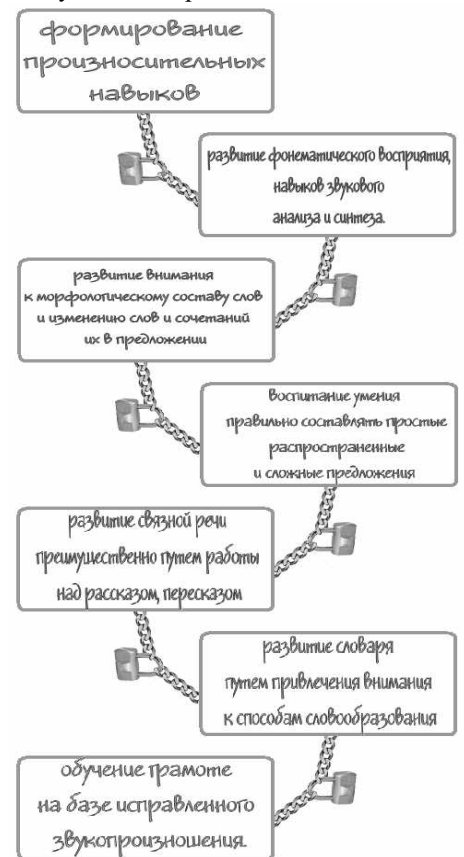 формирование
произносительных
навыков
развитие фонематического восприятия,
навыков звукового
анализа и синтеза.
развитие внимания
к морфологическому составу слов
и изменению слов и сочетаний
их в предложении
воспитание умения
правильно составлять простые
распространенные
и сложные предложения
развитие связной речи
преимущественно путем работы
над рассказом, пересказом
развитие словаря
путем привлечения внимания
к способам словообразования
обучение грамоте
на базе исправленного
звукопроизношения.